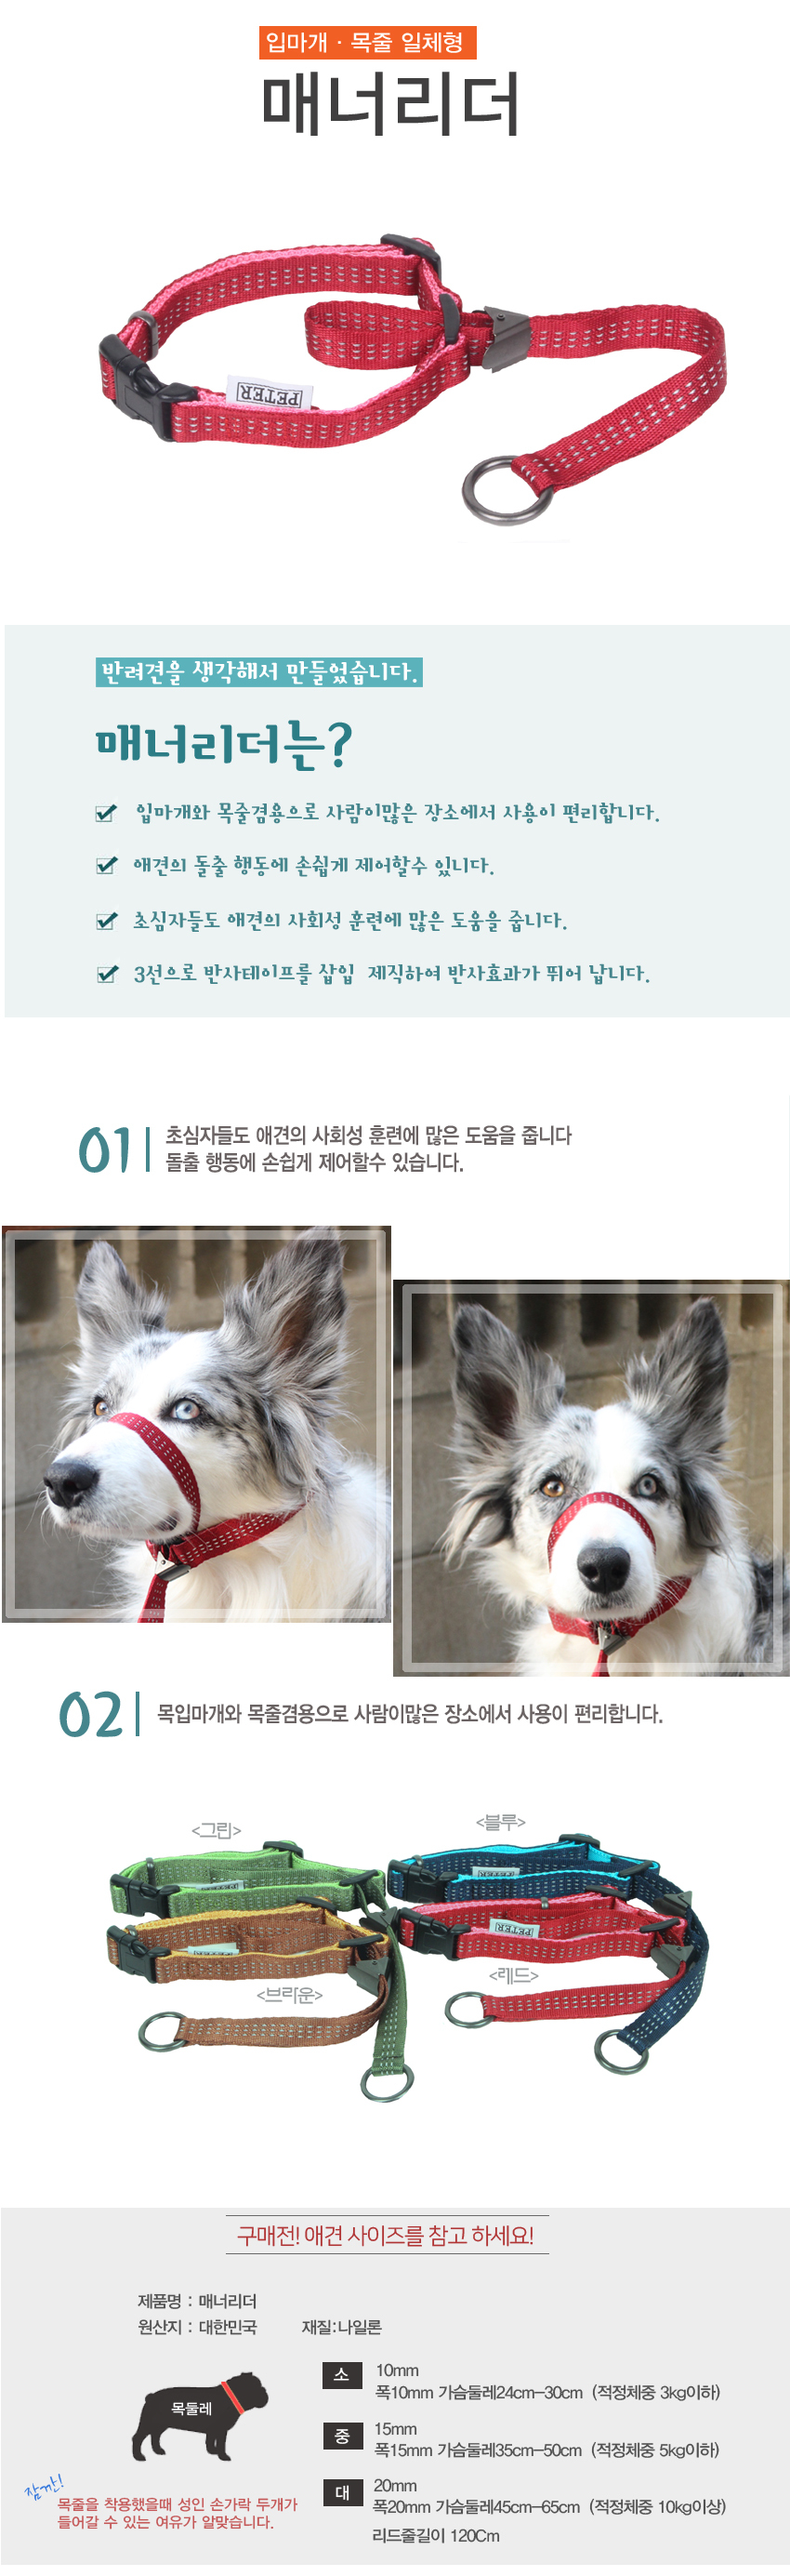 입마개 · 목줄 일체형
매너리더
PETER
반려견을 생각해서 만들었습니다.
매너리더는?
입마개와 목줄겸용으로 사람이많은 장소에서 사용이 편리합니다.
애견의 돌출 행동에 손쉽게 제어할수 있니다.
초심자들도 애견의 사회성 훈련에 많은 도움을 줍니다.
3선으로 반사테이프를 삽입 제직하여 반사효과가 뛰어 납니다.
01
초심자들도 애견의 사회성 훈련에 많은 도움을 줍니다
돌출 행동에 손쉽게 제어할수 있습니다.
02
목입마개와 목줄겸용으로 사람이많은 장소에서 사용이 편리합니다.
<그린>
<블루>
PETER
PETER
PETER
PETER
<레드>
<브라운>
구매전! 애견 사이즈를 참고 하세요!
제품명 : 매너리더
원산지 : 대한민국 재질:나일론
소 10mm
폭10mm 가슴둘레24cm-30cm (적정체중 3kg이하)
목둘레
중 15mm
폭15mm 가슴둘레35cm-50cm (적정체중 5kg이하)
대 20mm
폭20mm 가슴둘레45cm-65cm (적정체중 10kg이상)
리드줄길이 120Cm
잠깐!
목줄을 착용했을때 성인 손가락 두개가
들어갈 수 있는 여유가 알맞습니다.